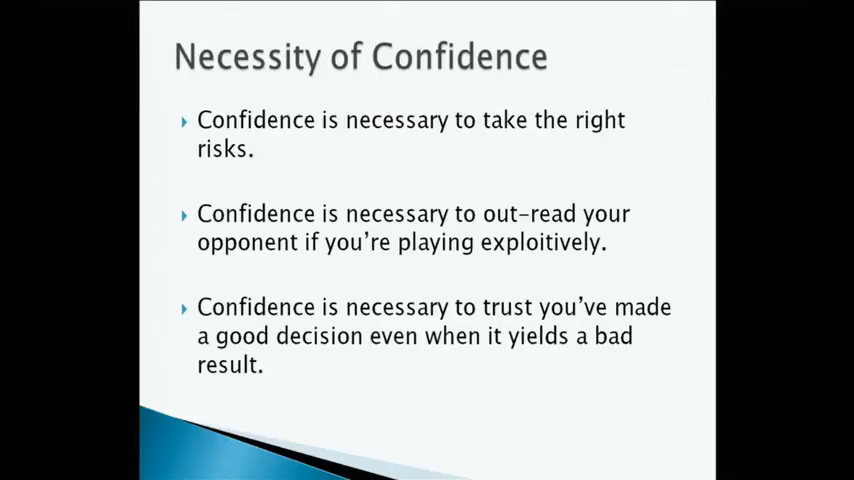 Necessity of Confidence
Confidence is necessary to take the right
risks.
Confidence is necessary to out-read your
opponent if you're playing exploitively.
Confidence is necessary to trust you've made
a good decision even when it yields a bad
result.